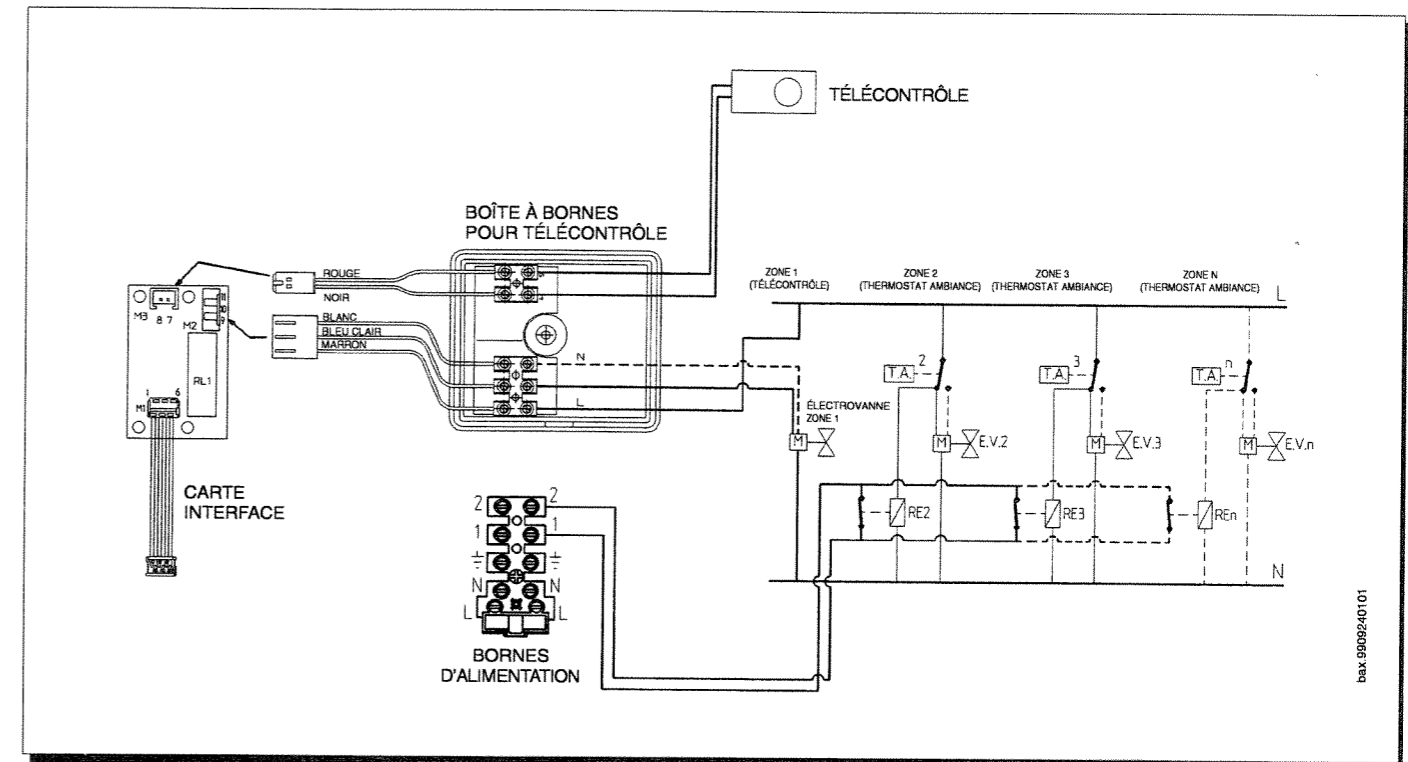 TÉLÉCONTRÔLE
BOÎTE À BORNES
POUR TÉLÉCONTRÔLE
ROUGE
NOIR
BLANC
BLEU CLAIR
MARRON
M3
8 7
M2
RL1
1
6
M1
CARTE
INTERFACE
N
L
ZONE 1
(TÉLÉCONTRÔLE)
ZONE 2
(THERMOSTAT AMBIANCE)
ZONE 3
(THERMOSTAT AMBIANCE)
ZONE N
(THERMOSTAT AMBIANCE)
L
T.A.
2
T.A.
3
T.A.
n
ÉLECTROVANNE
ZONE 1
M
M
E.V.2
M
E.V.3
M
E.V.n
RE2
RE3
REn
N
2
2
1
1
N
N
L
L
BORNES
D'ALIMENTATION
bax.9909240101